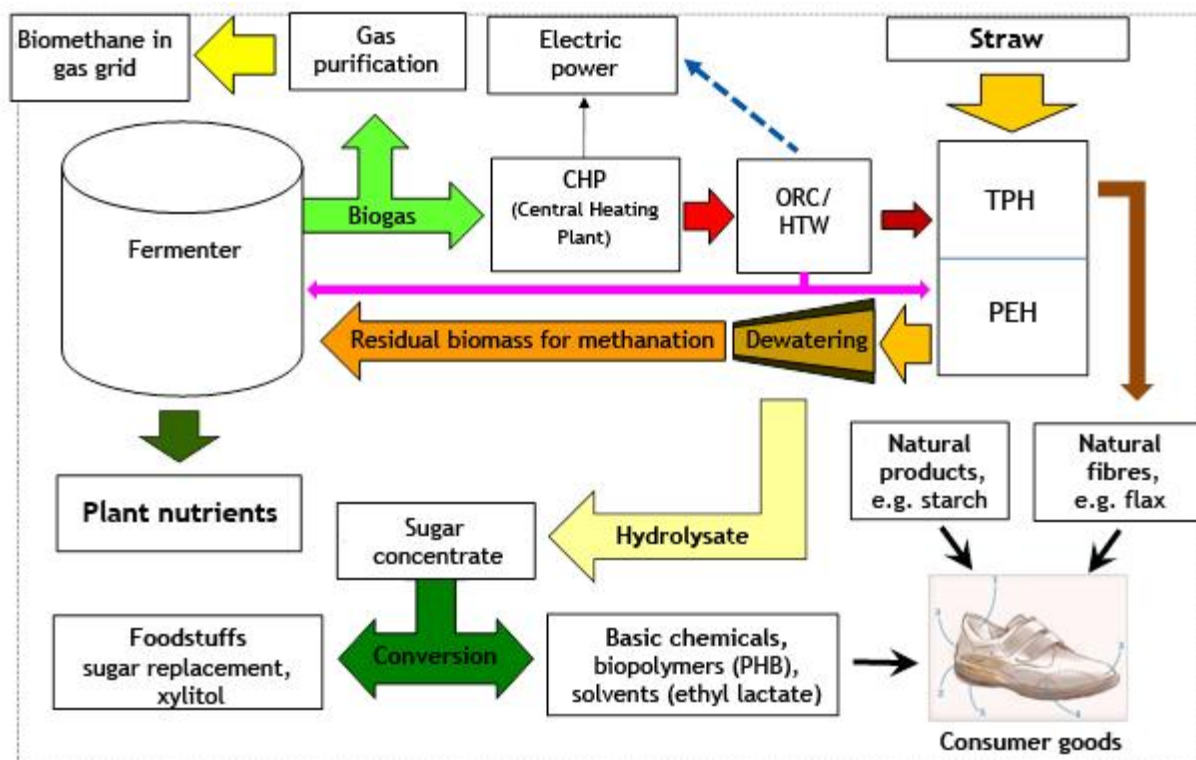 Biomethane in
gas grid
Gas
purification
Electric
power
Straw
Fermenter
Biogas
CHP
(Central Heating
Plant)
ORC/
HTW
TPH
PEH
Residual biomass for methanation
Dewatering
Plant nutrients
Sugar
concentrate
Hydrolysate
Natural
products,
e.g. starch
Natural
fibres,
e.g. flax
Foodstuffs
sugar replacement,
xylitol
Conversion
Basic chemicals,
biopolymers (PHB),
solvents (ethyl lactate)
Consumer goods